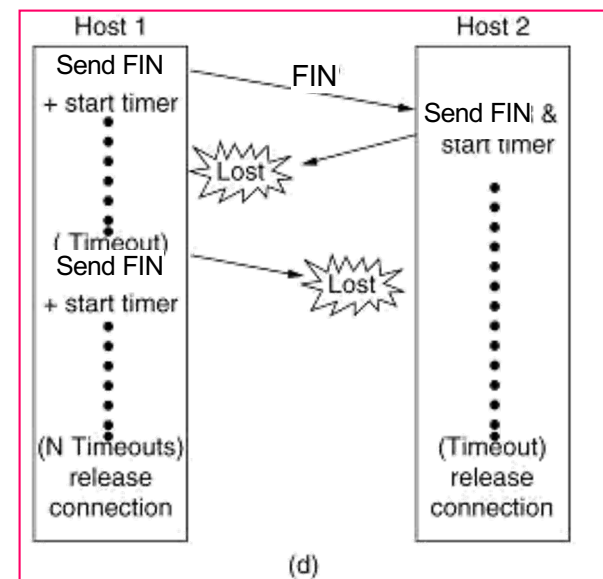 Host 1
Host 2
Send FIN
+ start timer
FIN
Send FIN &
start timer
Lost
( Timeout)
Send FIN
+ start timer
Lost
(N Timeouts)
release
connection
(Timeout)
release
connection
(d)